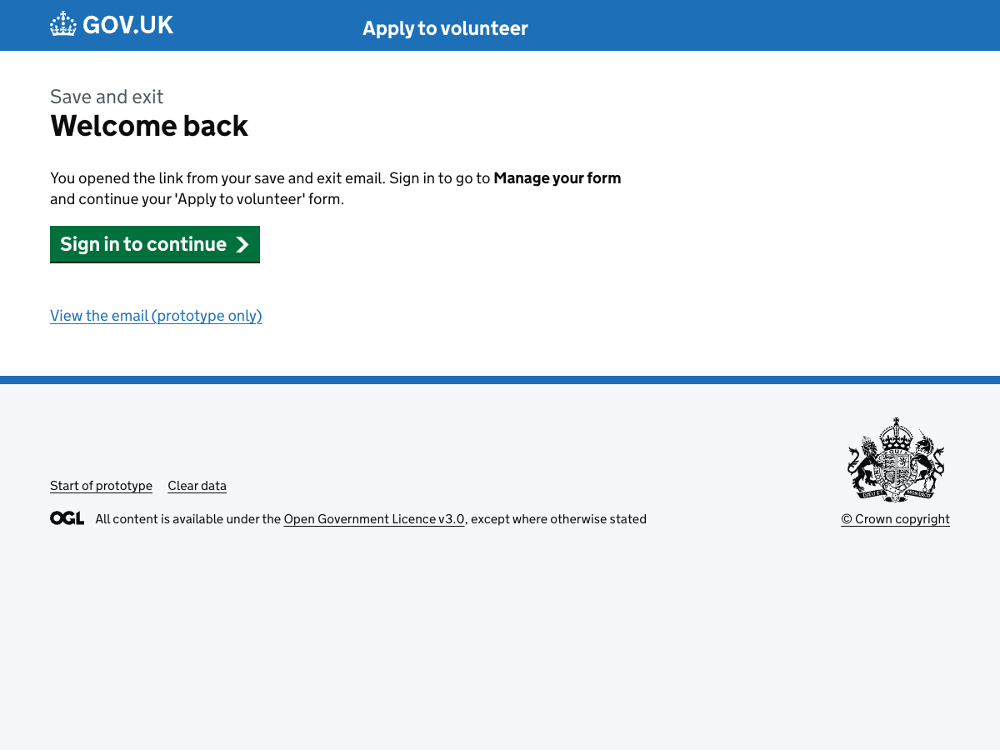 GOV.UK
Apply to volunteer
Save and exit
Welcome back
You opened the link from your save and exit email. Sign in to go to Manage your form
and continue your 'Apply to volunteer' form.
Sign in to continue
View the email (prototype only)
Start of prototype Clear data
OGL All content is available under the Open Government Licence v3.0, except where otherwise stated
© Crown copyright